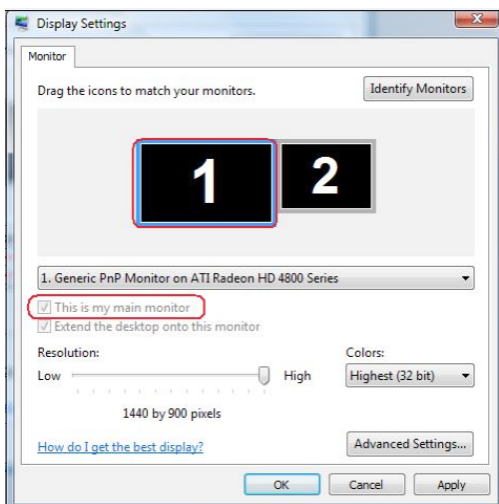 Display Settings
Monitor
Drag the icons to match your monitors.
Identify Monitors
1
2
1. Generic PnP Monitor on ATI Radeon HD 4800 Series
This is my main monitor
Extend the desktop onto this monitor
Resolution:
Colors:
Low
High
Highest (32 bit)
1440 by 900 pixels
How do I get the best display?
Advanced Settings...
OK
Cancel
Apply